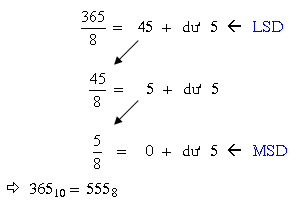 365/8 = 45 + dư 5 ← LSD
45/8 = 5 + dư 5
5/8 = 0 + dư 5 ← MSD
⇨ 365₁₀ = 555₈